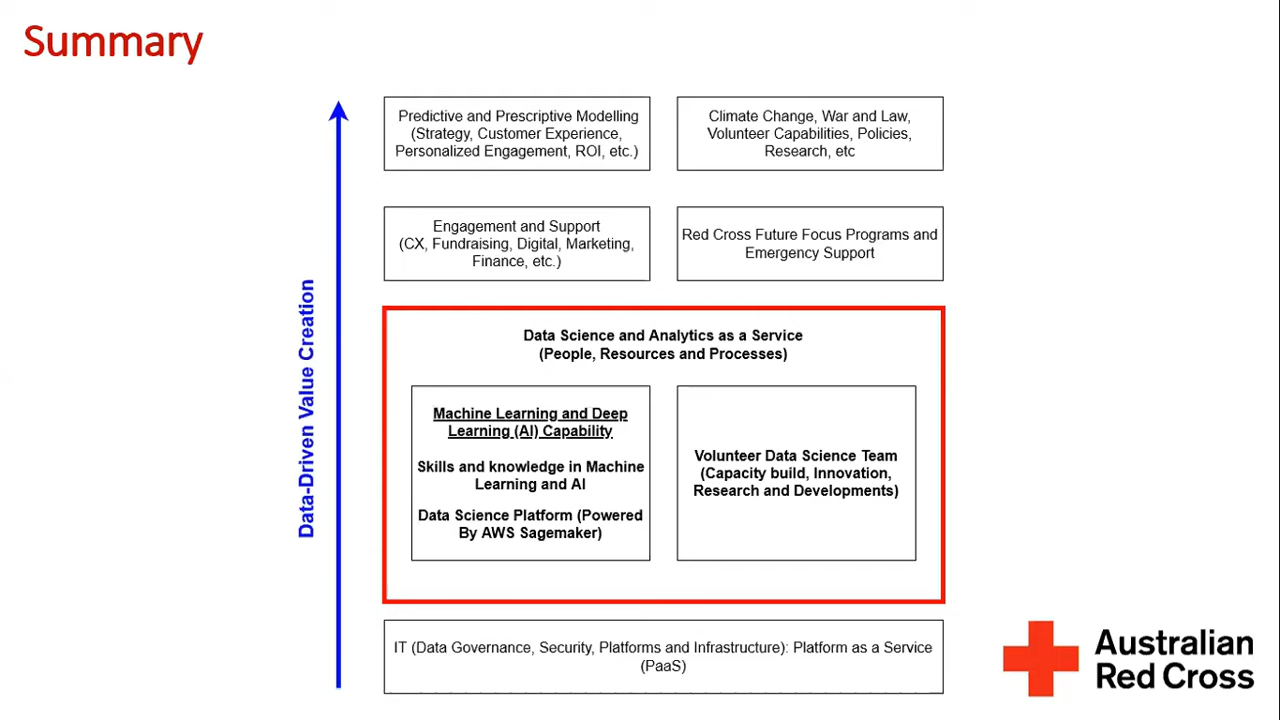 Summary
Predictive and Prescriptive Modelling
(Strategy, Customer Experience,
Personalized Engagement, ROI, etc.)
Climate Change, War and Law,
Volunteer Capabilities, Policies,
Research, etc
Engagement and Support
(CX, Fundraising, Digital, Marketing,
Finance, etc.)
Red Cross Future Focus Programs and
Emergency Support
Data-Driven Value Creation
Data Science and Analytics as a Service
(People, Resources and Processes)
Machine Learning and Deep
Learning (AI) Capability
Skills and knowledge in Machine
Learning and AI
Data Science Platform (Powered
By AWS Sagemaker)
Volunteer Data Science Team
(Capacity build, Innovation,
Research and Developments)
IT (Data Governance, Security, Platforms and Infrastructure): Platform as a Service
(PaaS)
Australian
Red Cross